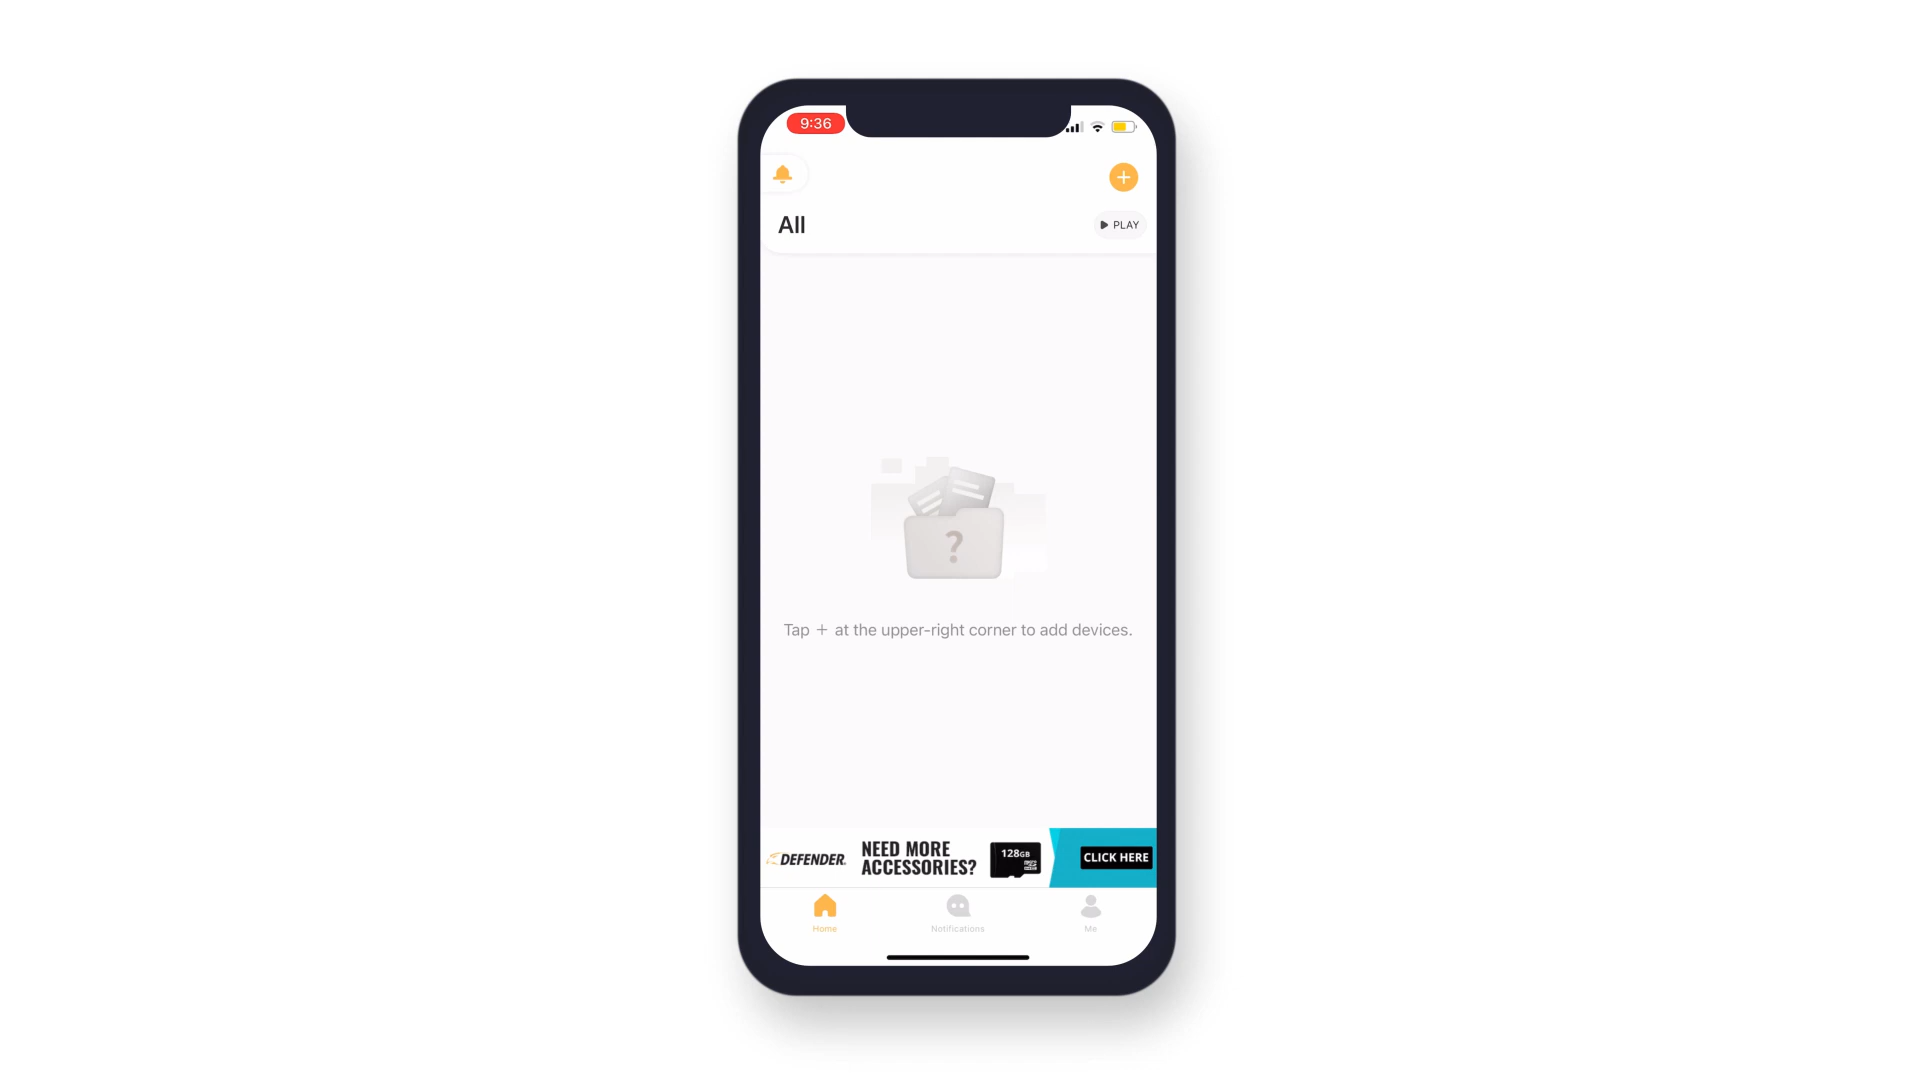 9:36
All
PLAY
?
Tap + at the upper-right corner to add devices.
DEFENDER
NEED MORE
ACCESSORIES?
128GB
CLICK HERE
Home
Notifications
Me